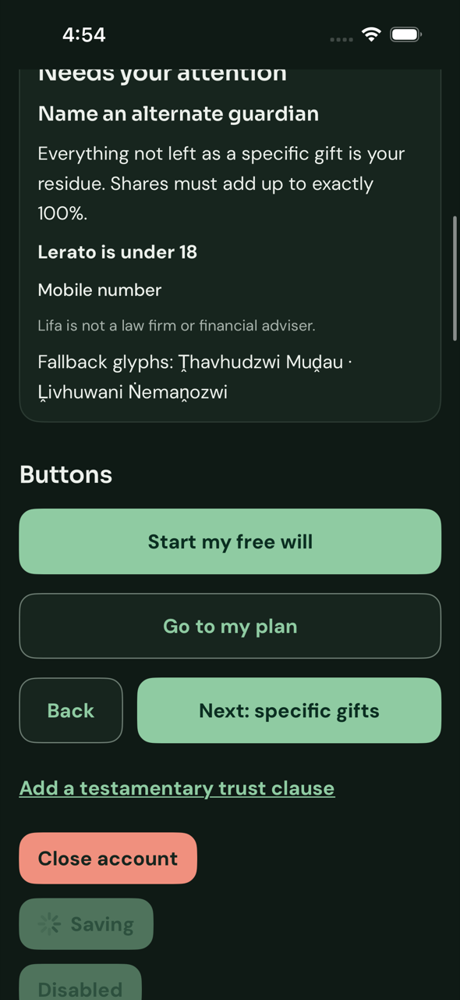 4:54
Needs your attention
Name an alternate guardian
Everything not left as a specific gift is your
residue. Shares must add up to exactly
100%.
Lerato is under 18
Mobile number
Lifa is not a law firm or financial adviser.
Fallback glyphs: Ṱhavhudzwi Muḓau ·
Ḽivhuwani Ṅemaṋozwi
Buttons
Start my free will
Go to my plan
Back
Next: specific gifts
Add a testamentary trust clause
Close account
Saving
Disabled